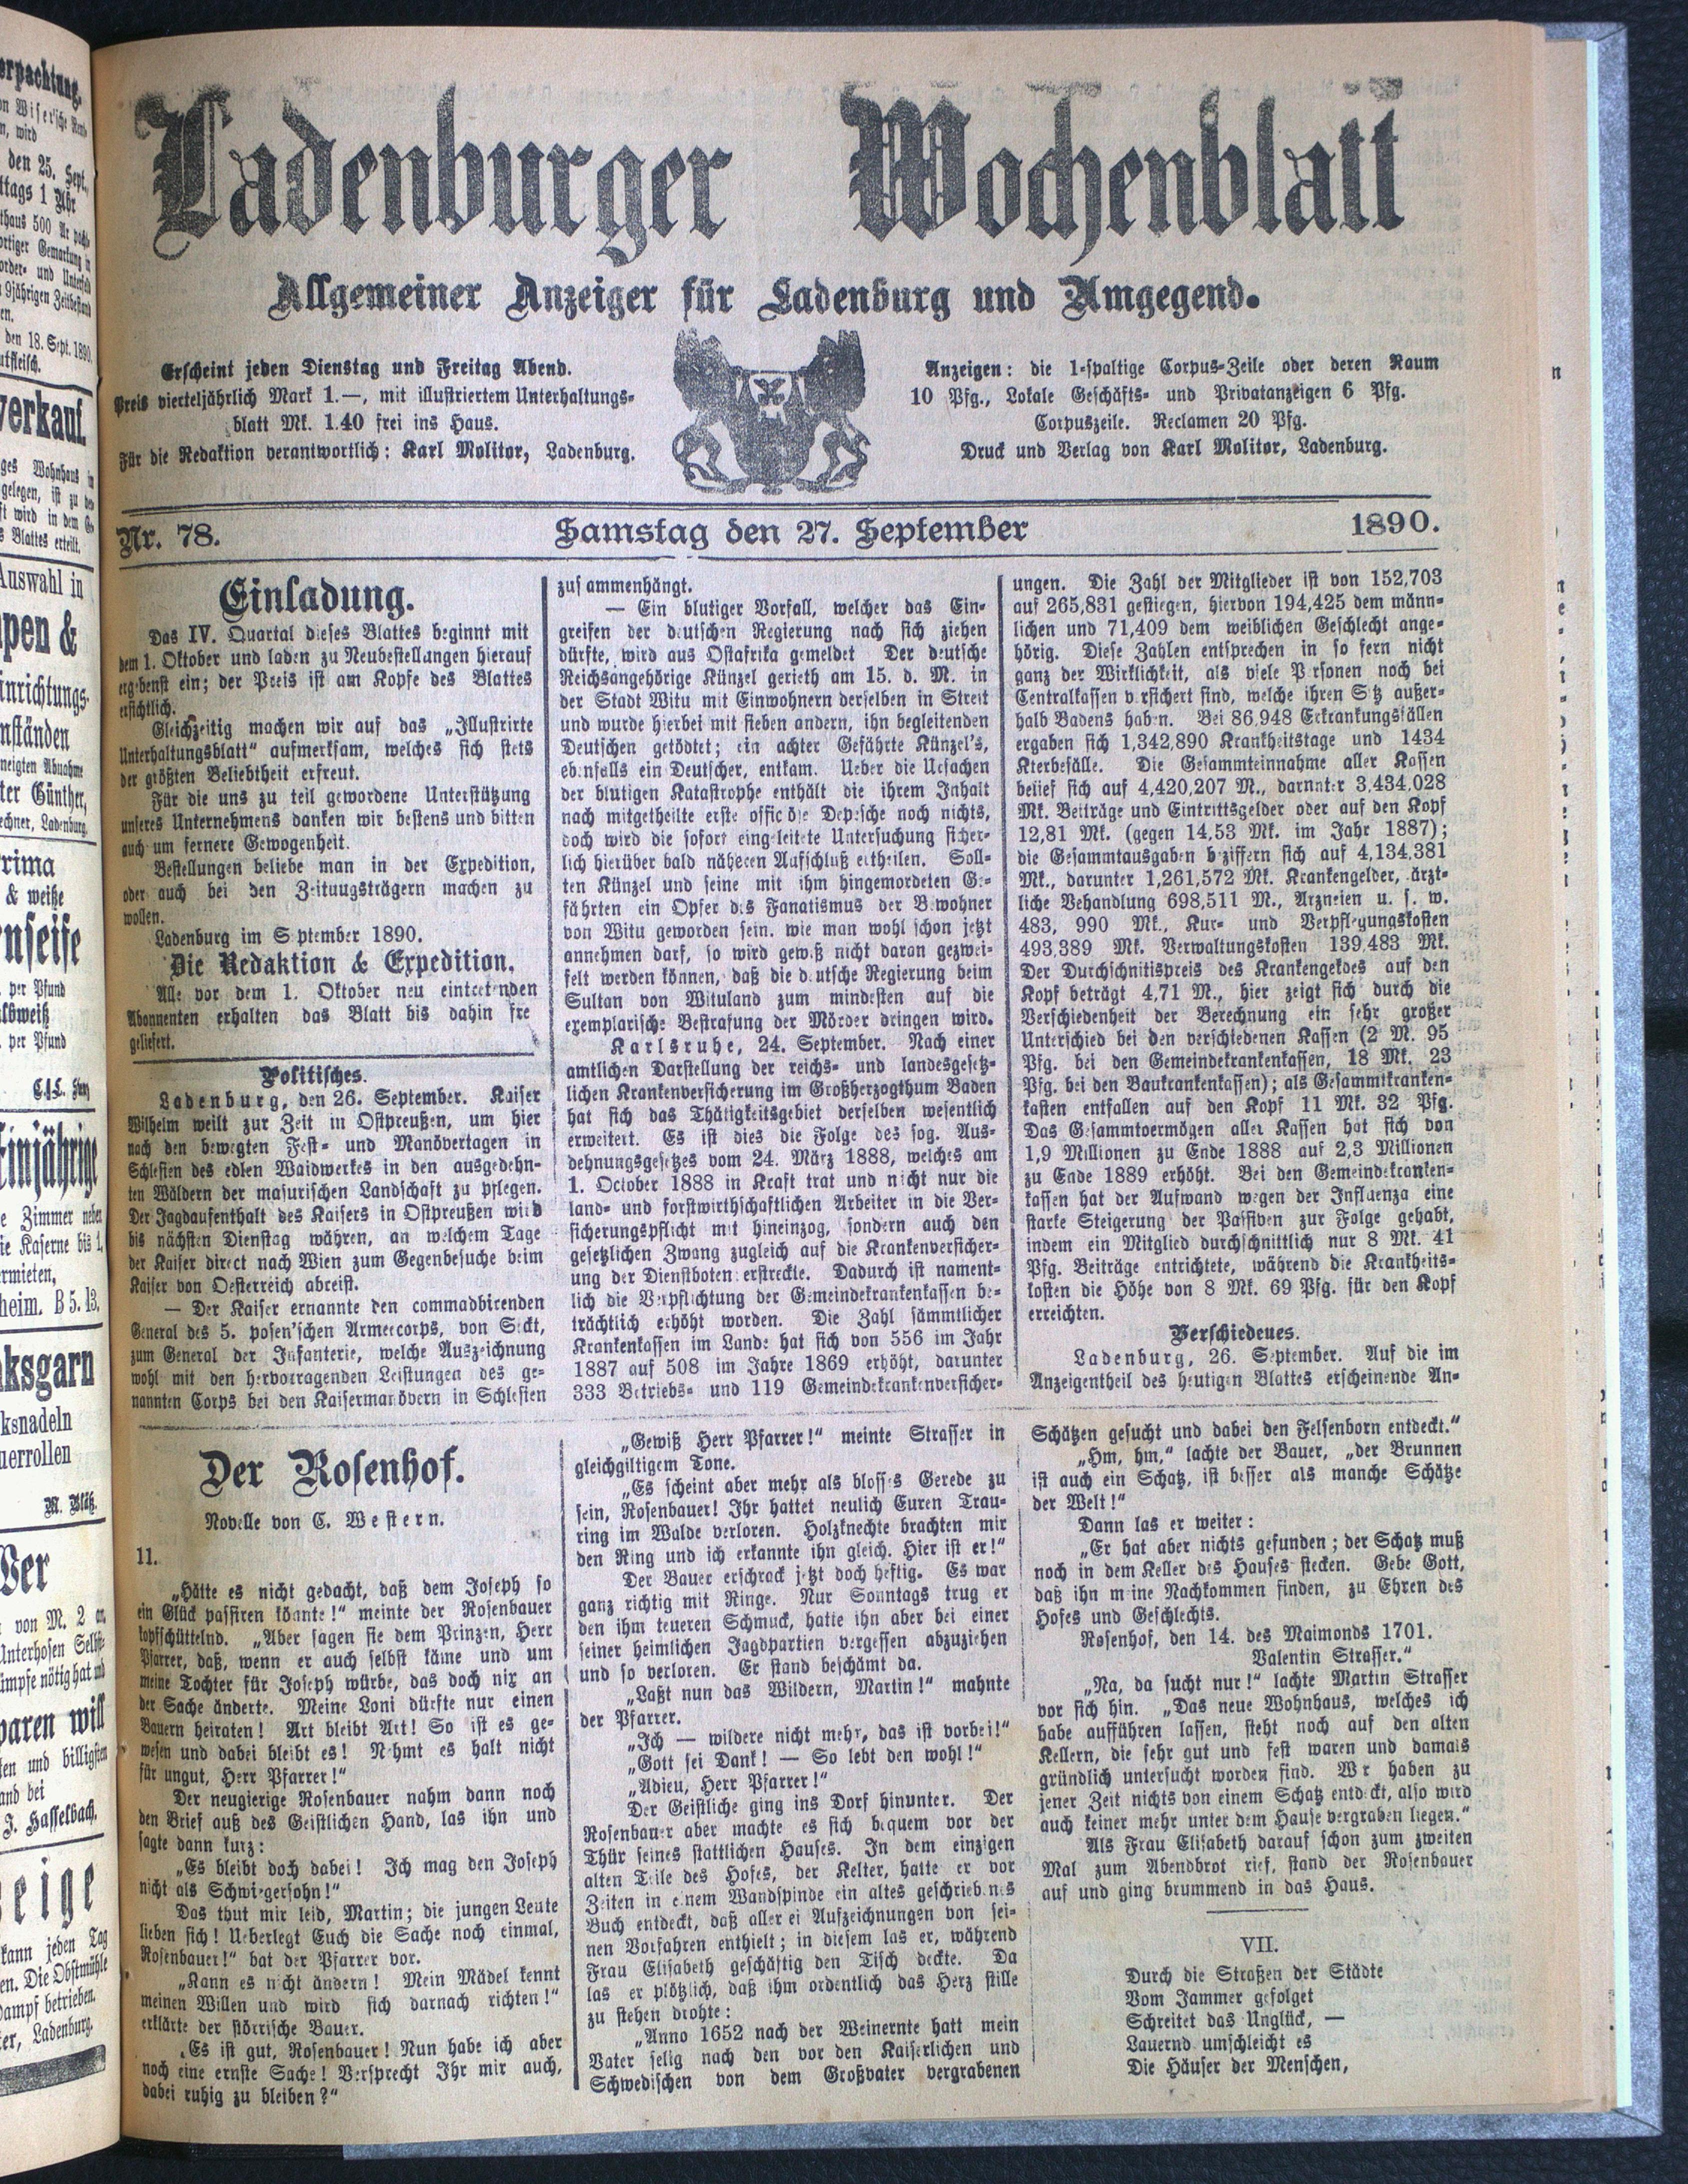 Ladenburger Wochenblatt
Allgemeiner Anzeiger für Ladenburg und Umgegend.
Erscheint jeden Dienstag und Freitag Abend.
Preis vierteljährlich Mark 1.—, mit illustriertem Unterhaltungs-
blatt Mk. 1.40 frei ins Haus.
Für die Redaktion verantwortlich: Karl Molitor, Ladenburg.
Anzeigen: die 1-spaltige Corpus-Zeile oder deren Raum
10 Pfg., Lokale Geschäfts- und Privatanzeigen 6 Pfg.
Corpuszeile. Reclamen 20 Pfg.
Druck und Verlag von Karl Molitor, Ladenburg.
Nr. 78.
Samstag den 27. September
1890.
Einladung.
Das IV. Quartal dieses Blattes beginnt mit
dem 1. Oktober und laden zu Neubestellungen hierauf
ergebenst ein; der Preis ist am Kopfe des Blattes
ersichtlich.
Gleichzeitig machen wir auf das „Illustrirte
Unterhaltungsblatt“ aufmerksam, welches sich stets
der größten Beliebtheit erfreut.
Für die uns zu teil gewordene Unterstützung
unseres Unternehmens danken wir bestens und bitten
auch um fernere Gewogenheit.
Bestellungen beliebe man in der Expedition,
oder auch bei den Zeituugsträgern machen zu
wollen.
Ladenburg im S ptember 1890.
Die Redaktion & Expedition.
Alle vor dem 1. Oktober neu eintretenden
Abonnenten erhalten das Blatt bis dahin fre
geliefert.
Politisches.
Ladenburg, den 26. September. Kaiser
Wilhelm weilt zur Zeit in Ostpreußen, um hier
nach den bewegten Fest- und Manövertagen in
Schlesien des edlen Waidwerkes in den ausgedehn-
ten Wäldern der masurischen Landschaft zu pflegen.
Der Jagdaufenthalt des Kaisers in Ostpreußen wird
bis nächsten Dienstag währen, an welchem Tage
der Kaiser direct nach Wien zum Gegenbesuche beim
Kaiser von Oesterreich abreist.
— Der Kaiser ernannte den commadbirenden
General des 5. posen'schen Armeecorps, von Seckt,
zum General der Infanterie, welche Auszeichnung
wohl mit den hervorragenden Leistungen des ge-
nannten Corps bei den Kaisermanövern in Schlesien
zusammenhängt.
— Ein blutiger Vorfall, welcher das Ein-
greifen der deutschen Regierung nach sich ziehen
dürfte, wird aus Ostafrika gemeldet Der deutsche
Reichsangehörige Künzel gerieth am 15. d. M. in
der Stadt Witu mit Einwohnern derselben in Streit
und wurde hierbei mit sieben andern, ihn begleitenden
Deutschen getödtet; ein achter Gefährte Künzel's,
ebenfalls ein Deutscher, entkam. Ueber die Ursachen
der blutigen Katastrophe enthält die ihrem Inhalt
nach mitgetheilte erste officiöse Depesche noch nichts,
doch wird die sofort eingeleitete Untersuchung sicher-
lich hierüber bald näheren Aufschluß ertheilen. Soll-
ten Künzel und seine mit ihm hingemordeten Ge-
fährten ein Opfer des Fanatismus der Bewohner
von Witu geworden sein. wie man wohl schon jetzt
annehmen darf, so wird gewiß nicht daran gezwei-
felt werden können, daß die deutsche Regierung beim
Sultan von Wituland zum mindesten auf die
exemplarische Bestrafung der Mörder dringen wird.
Karlsruhe, 24. September. Nach einer
amtlichen Darstellung der reichs- und landesgesetz-
lichen Krankenversicherung im Großherzogthum Baden
hat sich das Thätigkeitsgebiet derselben wesentlich
erweitert. Es ist dies die Folge des sog. Aus-
dehnungsgesetzes vom 24. März 1888, welches am
1. October 1888 in Kraft trat und nicht nur die
land- und forstwirthschaftlichen Arbeiter in die Ver-
sicherungspflicht mit hineinzog, sondern auch den
gesetzlichen Zwang zugleich auf die Krankenversicher-
ung der Dienstboten erstreckte. Dadurch ist nament-
lich die Verpflichtung der Gemeindekrankenkassen be-
trächtlich erhöht worden. Die Zahl sämmtlicher
Krankenkassen im Lande hat sich von 556 im Jahr
1887 auf 508 im Jahre 1869 erhöht, darunter
333 Betriebs- und 119 Gemeindekrankenversicher-
ungen. Die Zahl der Mitglieder ist von 152,703
auf 265,831 gestiegen, hiervon 194,425 dem männ-
lichen und 71,409 dem weiblichen Geschlecht ange-
hörig. Diese Zahlen entsprechen in so fern nicht
ganz der Wirklichkeit, als viele P rsonen noch bei
Centralkassen v rsichert sind, welche ihren S tz außer-
halb Badens haben. Bei 86,948 Erkrankungsfällen
ergaben sich 1,342,890 Krankheitstage und 1434
Kterbefälle. Die Gesammteinnahme aller Kassen
belief sich auf 4,420,207 M., darunter 3,434,028
Mk. Beiträge und Eintrittsgelder oder auf den Kopf
12,81 Mk. (gegen 14,53 Mk. im Jahr 1887);
die Gesammtausgaben beziffern sich auf 4,134,381
Mk., darunter 1,261,572 Mk. Krankengelder, ärzt-
liche Behandlung 698,511 M., Arzneien u. s. w.
483, 990 Mk., Kur- und Verpflegungskosten
493,389 Mk. Verwaltungskosten 139,483 Mk.
Der Durchschnitispreis des Krankengeldes auf den
Kopf beträgt 4,71 M., hier zeigt sich durch die
Verschiedenheit der Berechnung ein sehr großer
Unterschied bei den verschiedenen Kassen (2 M. 95
Pfg. bei den Gemeindekrankenkassen, 18 Mk. 23
Pfg. bei den Baukrankenkassen); als Gesammtkranken-
kasten entfallen auf den Kopf 11 Mk. 32 Pfg.
Das Gesammtvermögen aller Kassen hat sich von
1,9 Millionen zu Ende 1888 auf 2,3 Millionen
zu Ende 1889 erhöht. Bei den Gemeindekranken-
kassen hat der Aufwand wegen der Influenza eine
starke Steigerung der Passiven zur Folge gehabt,
indem ein Mitglied durchschnittlich nur 8 Mk. 41
Pfg. Beiträge entrichtete, während die Krankheits-
kosten die Höhe von 8 Mk. 69 Pfg. für den Kopf
erreichten.
Verschiedenes.
Ladenburg, 26. September. Auf die im
Anzeigentheil des heutigen Blattes erscheinende An-
Der Rosenhof.
Novelle von C. Western.
11.
„Hätte es nicht gedacht, daß dem Joseph so
ein Glück passiren könnte!“ meinte der Rosenbauer
kopfschüttelnd. „Aber sagen sie dem Prinzen, Herr
Pfarrer, daß, wenn er auch selbst käme und um
meine Tochter für Joseph würbe, das doch nix an
der Sache änderte. Meine Loni dürfte nur einen
Bauern heiraten! Art bleibt Art! So ist es ge-
wesen und dabei bleibt es! Nehmt es halt nicht
für ungut, Herr Pfarrer!“
Der neugierige Rosenbauer nahm dann noch
den Brief auß des Geistlichen Hand, las ihn und
sagte dann kurz:
„Es bleibt doch dabei! Ich mag den Joseph
nicht als Schwiegersohn!“
Das thut mir leid, Martin; die jungen Leute
lieben sich! Ueberlegt Euch die Sache noch einmal,
Rosenbauer!“ bat der Pfarrer vor.
„Kann es nicht ändern! Mein Mädel kennt
meinen Willen und wird sich darnach richten!“
erklärte der störrische Bauer.
„Es ist gut, Rosenbauer! Nun habe ich aber
noch eine ernste Sache! Versprecht Ihr mir auch,
dabei ruhig zu bleiben?“
„Gewiß Herr Pfarrer!“ meinte Strasser in
gleichgiltigem Tone.
„Es scheint aber mehr als blosses Gerede zu
sein, Rosenbauer! Ihr hattet neulich Euren Trau-
ring im Walde verloren. Holzknechte brachten mir
den Ring und ich erkannte ihn gleich. Hier ist er!“
Der Bauer erschrack jetzt doch heftig. Es war
ganz richtig mit Ringe. Nur Sonntags trug er
den ihm teueren Schmuck, hatte ihn aber bei einer
seiner heimlichen Jagdpartien vergessen abzuziehen
und so verloren. Er stand beschämt da.
„Laßt nun das Wildern, Martin!“ mahnte
der Pfarrer.
„Ich — wildere nicht mehr, das ist vorbei!“
„Gott sei Dank! — So lebt den wohl!“
„Adieu, Herr Pfarrer!“
Der Geistliche ging ins Dorf hinunter. Der
Rosenbauer aber machte es sich bequem vor der
Thür seines stattlichen Hauses. In dem einzigen
alten Teile des Hofes, der Kelter, hatte er vor
Zeiten in einem Wandspinde ein altes geschriebenes
Buch entdeckt, daß allerei Aufzeichnungen von sei-
nen Vorfahren enthielt; in diesem las er, während
Frau Elisabeth geschäftig den Tisch deckte. Da
las er plötzlich, daß ihm ordentlich das Herz stille
zu stehen drohte:
„Anno 1652 nach der Weinernte hatt mein
Vater selig nach den vor den Kaiserlichen und
Schwedischen von dem Großvater vergrabenen
Schätzen gesucht und dabei den Felsenborn entdeckt.“
„Hm, hm,“ lachte der Bauer, „der Brunnen
ist auch ein Schatz, ist besser als manche Schätze
der Welt!“
Dann las er weiter:
„Er hat aber nichts gefunden; der Schatz muß
noch in dem Keller des Hauses stecken. Gebe Gott,
daß ihn meine Nachkommen finden, zu Ehren des
Hofes und Geschlechts.
Rosenhof, den 14. des Maimonds 1701.
Valentin Strasser.“
„Na, da sucht nur!“ lachte Martin Strasser
vor sich hin. „Das neue Wohnhaus, welches ich
habe aufführen lassen, steht noch auf den alten
Kellern, die sehr gut und fest waren und damals
gründlich untersucht worden find. W r haben zu
jener Zeit nichts von einem Schatz entdeckt, also wird
auch keiner mehr unter dem Hause vergraben liegen.“
Als Frau Elisabeth darauf schon zum zweiten
Mal zum Abendbrot rief, stand der Rosenbauer
auf und ging brummend in das Haus.
VII.
Durch die Straßen der Städte
Vom Jammer gefolget
Schreitet das Unglück, —
Lauernd umschleicht es
Die Häuser der Menschen,